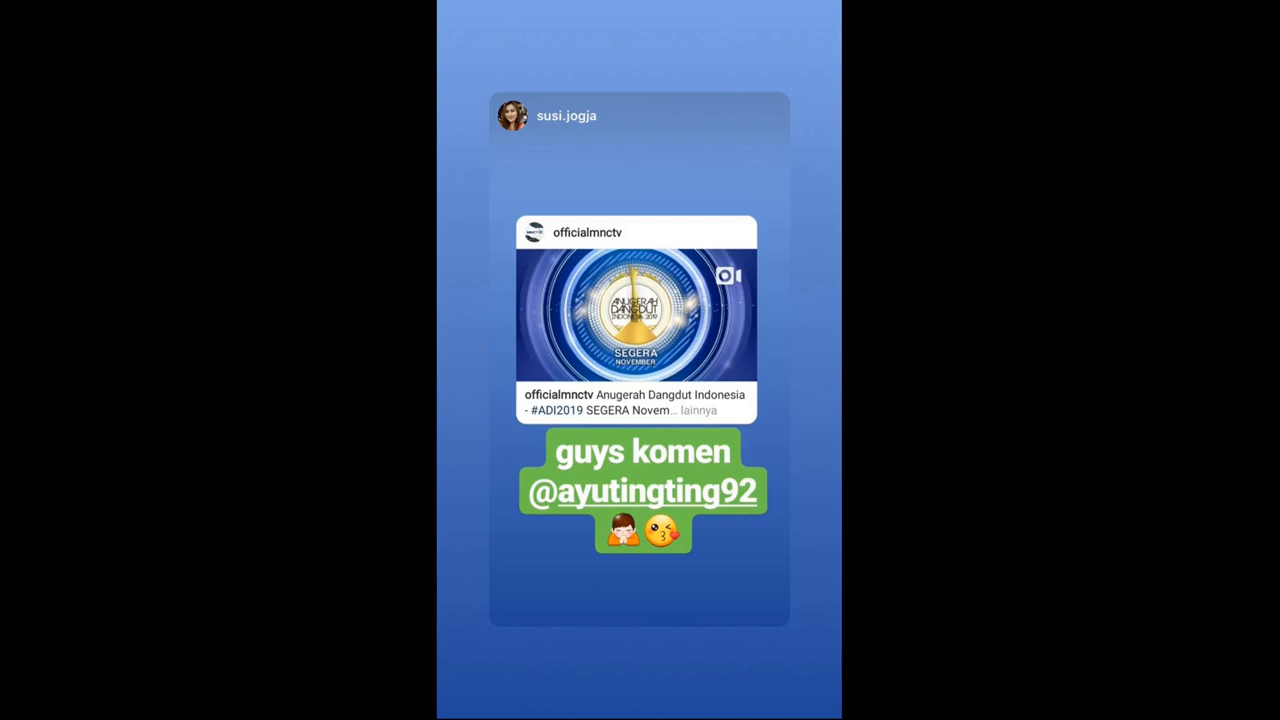 susi.jogja
officialmnctv
ANUGERAH
DANGDUT
INDONESIA 2019
SEGERA
NOVEMBER
officialmnctv Anugerah Dangdut Indonesia
- #ADI2019 SEGERA Novem... lainnya
guys komen
@ayutingting92